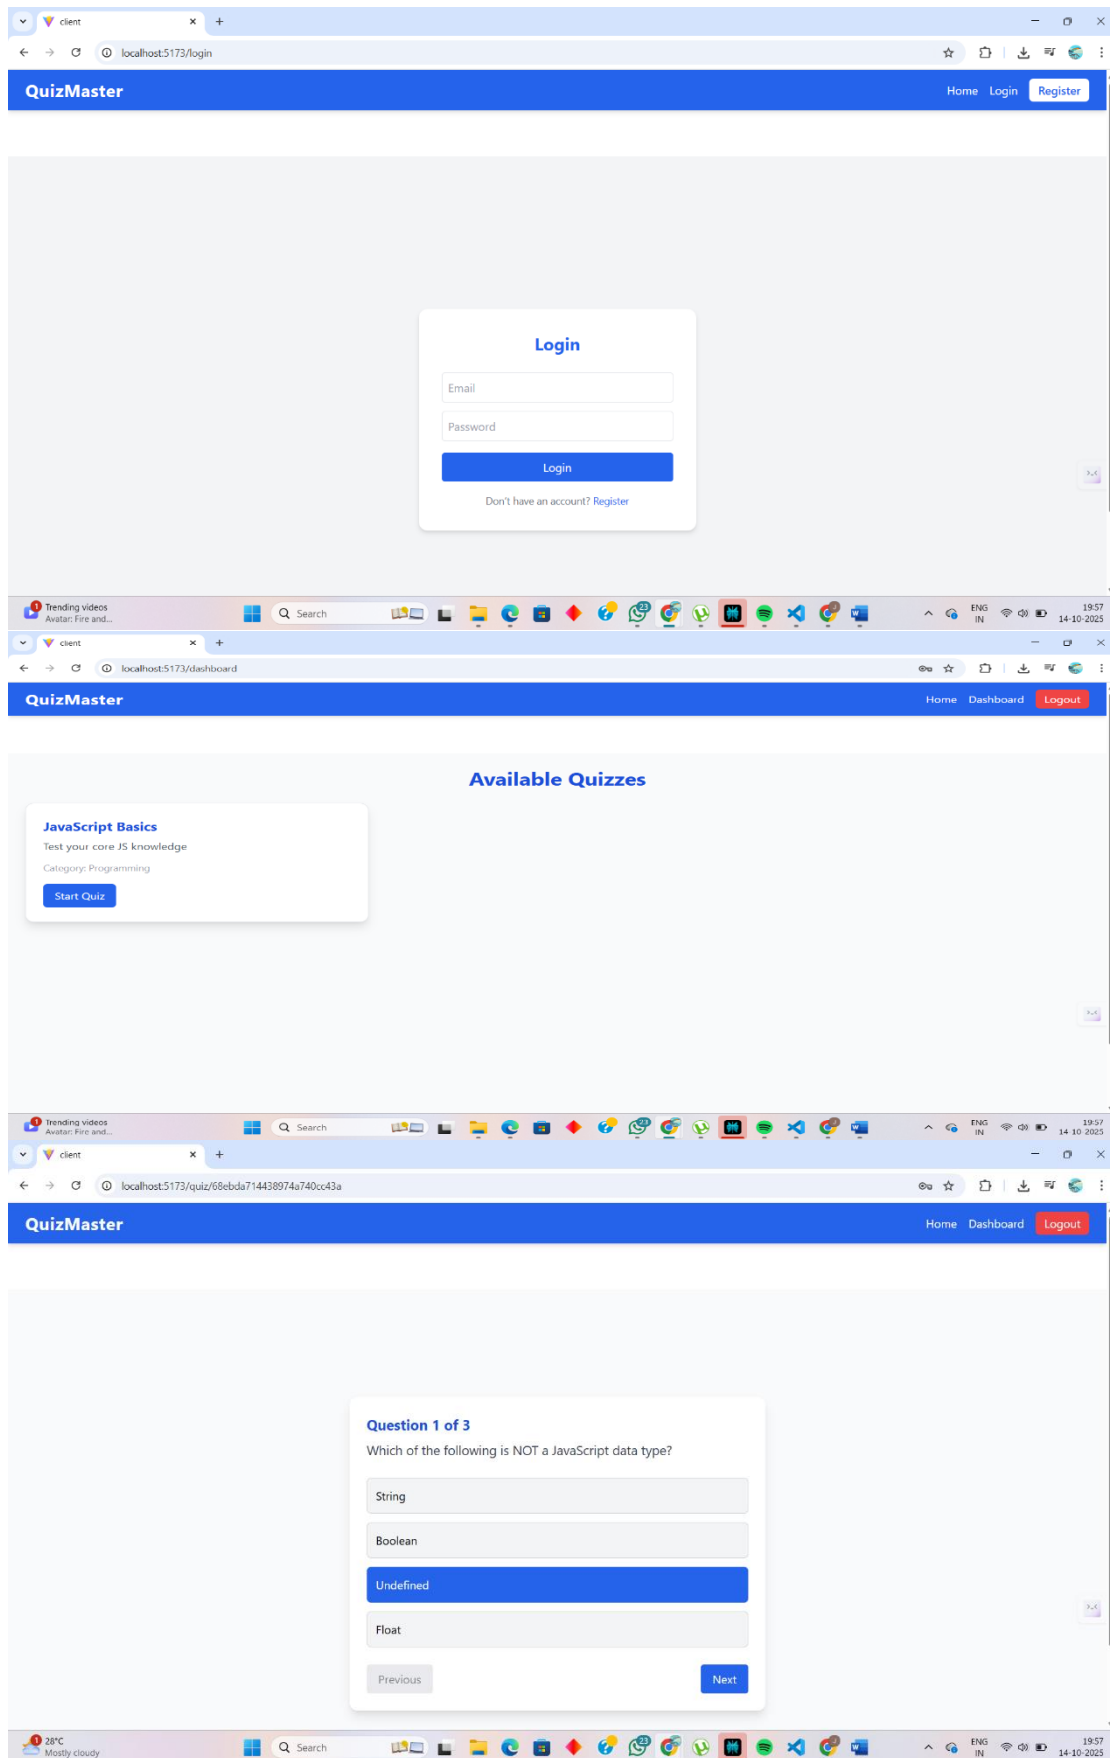 client
localhost:5173/login
QuizMaster
Home Login Register
Login
Email
Password
Login
Don't have an account? Register
Trending videos
Avatar: Fire and...
Search
23
ENG
IN
19:57
14-10-2025
client
localhost:5173/dashboard
QuizMaster
Home Dashboard Logout
Available Quizzes
JavaScript Basics
Test your core JS knowledge
Category: Programming
Start Quiz
Trending videos
Avatar: Fire and...
Search
23
ENG
IN
19:57
14-10-2025
client
localhost:5173/quiz/68ebda714438974a740cc43a
QuizMaster
Home Dashboard Logout
Question 1 of 3
Which of the following is NOT a JavaScript data type?
String
Boolean
Undefined
Float
Previous Next
28°C
Mostly cloudy
Search
23
ENG
IN
19:57
14-10-2025